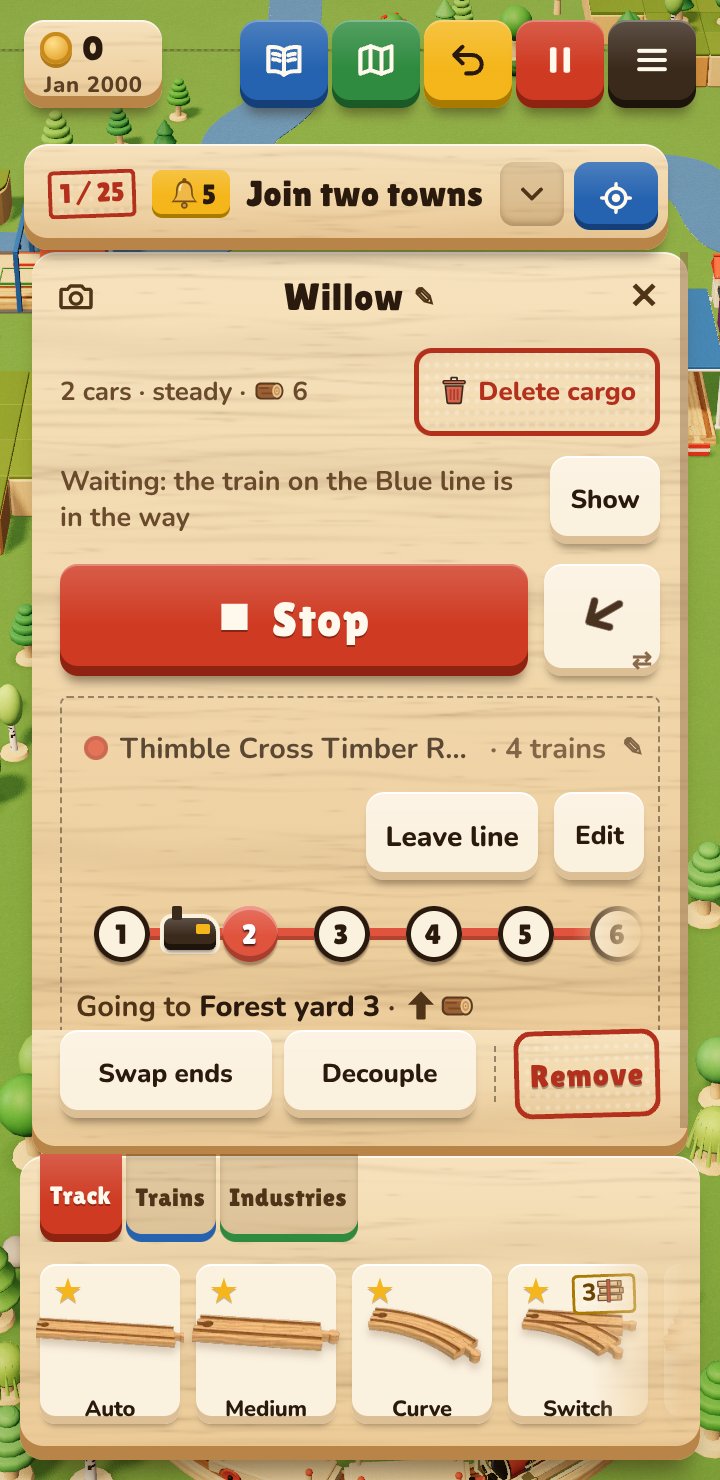 0
Jan 2000
1/25
5
Join two towns
Willow
2 cars · steady · 6
Delete cargo
Waiting: the train on the Blue line is
in the way
Show
Stop
Thimble Cross Timber R... · 4 trains
Leave line
Edit
1 2 3 4 5 6
Going to Forest yard 3 ·
Swap ends
Decouple
Remove
Track
Trains
Industries
3
Auto
Medium
Curve
Switch